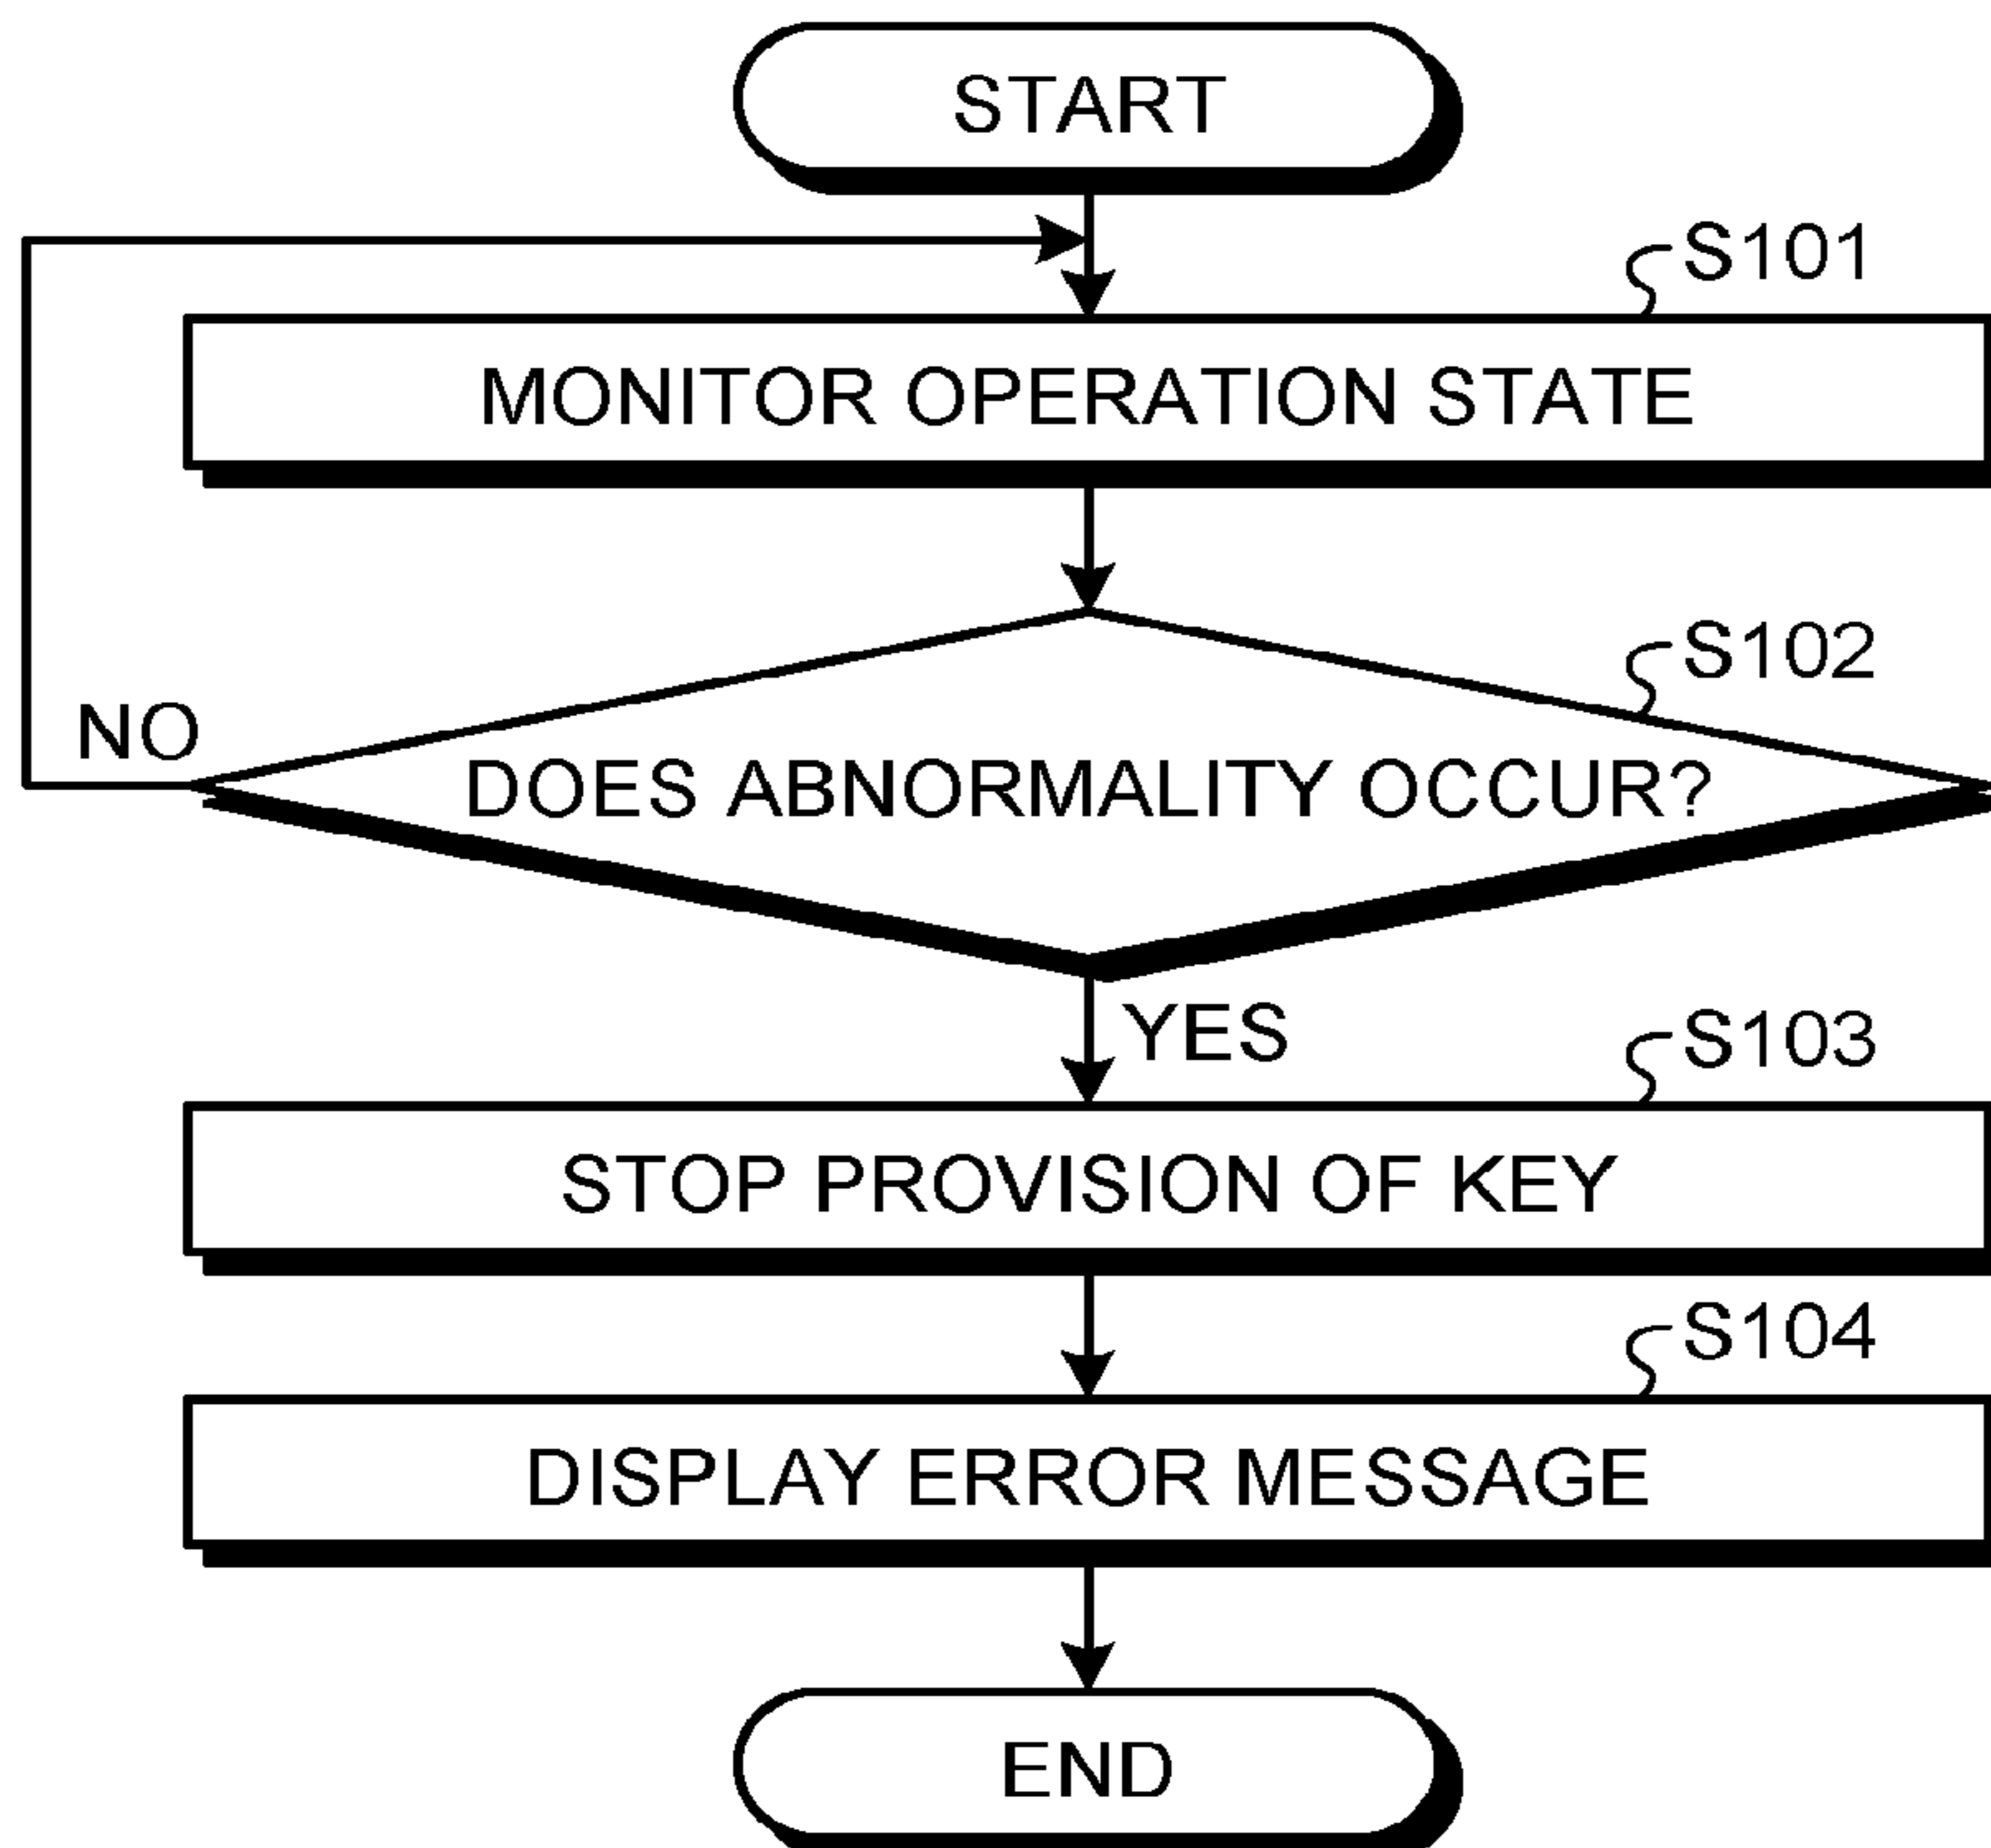 START
S101
MONITOR OPERATION STATE
S102
NO
DOES ABNORMALITY OCCUR?
YES
S103
STOP PROVISION OF KEY
S104
DISPLAY ERROR MESSAGE
END